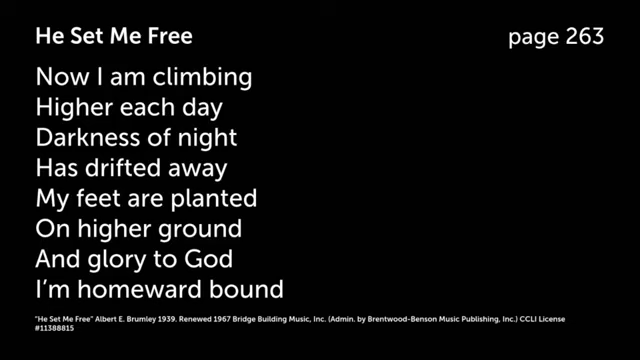 He Set Me Free
page 263
Now I am climbing
Higher each day
Darkness of night
Has drifted away
My feet are planted
On higher ground
And glory to God
I'm homeward bound
"He Set Me Free" Albert E. Brumley 1939. Renewed 1967 Bridge Building Music, Inc. (Admin. by Brentwood-Benson Music Publishing, Inc.) CCLI License
#11388815